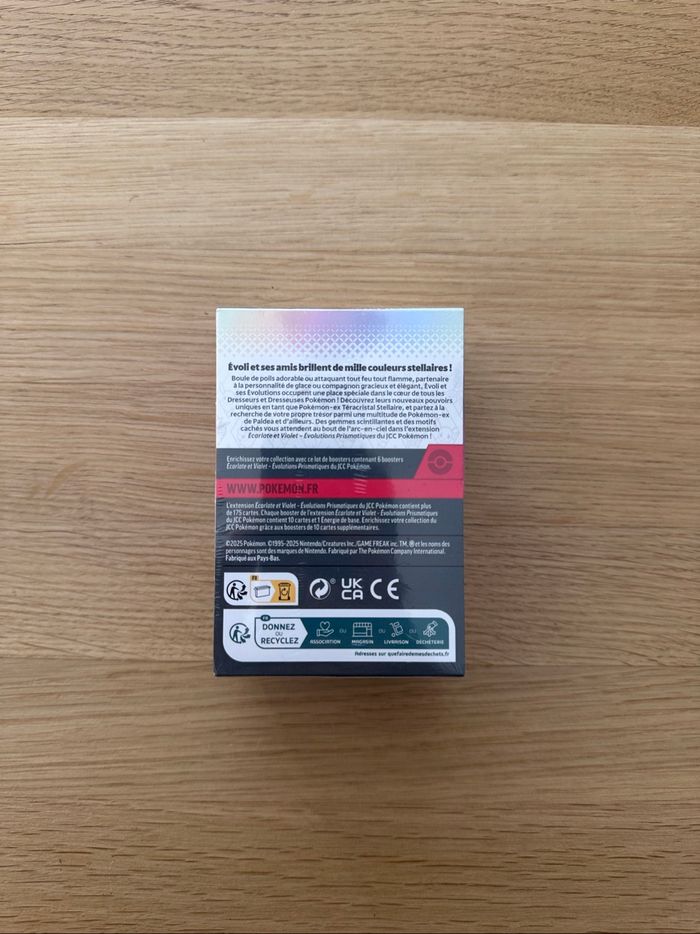 Évoli et ses amis brillent de mille couleurs stellaires !
Boule de poils adorable ou attaquant tout feu tout flamme, partenaire
à la personnalité de glace ou compagnon gracieux et élégant, Évoli et
ses Évolutions occupent une place spéciale dans le cœur de tous les
Dresseurs et Dresseuses Pokémon ! Découvrez leurs nouveaux pouvoirs
uniques en tant que Pokémon-ex Téracristal Stellaire, et partez à la
recherche de votre propre trésor parmi une multitude de Pokémon-ex
de Paldea et d'ailleurs. Des gemmes scintillantes et des motifs
cachés vous attendent au bout de l'arc-en-ciel dans l'extension
Écarlate et Violet – Évolutions Prismatiques du JCC Pokémon !
Enrichissez votre collection avec ce lot de boosters contenant 6 boosters
Écarlate et Violet - Évolutions Prismatiques du JCC Pokémon.
WWW.POKEMON.FR
L'extension Écarlate et Violet - Évolutions Prismatiques du JCC Pokémon contient plus
de 175 cartes. Chaque booster de l'extension Écarlate et Violet - Évolutions Prismatiques
du JCC Pokémon contient 10 cartes et 1 Énergie de base. Enrichissez votre collection du
JCC Pokémon grâce aux boosters de 10 cartes supplémentaires.
©2025 Pokémon. ©1995-2025 Nintendo/Creatures Inc./GAME FREAK inc. TM, ® et les noms des
personnages sont des marques de Nintendo. Fabriqué par The Pokémon Company International.
Fabriqué aux Pays-Bas.
FR
UK
CA CE
FR
DONNEZ
OU
RECYCLEZ
ASSOCIATION OU MAGASIN OU LIVRAISON OU DÉCHÈTERIE
Adresses sur quefairedemesdechets.fr